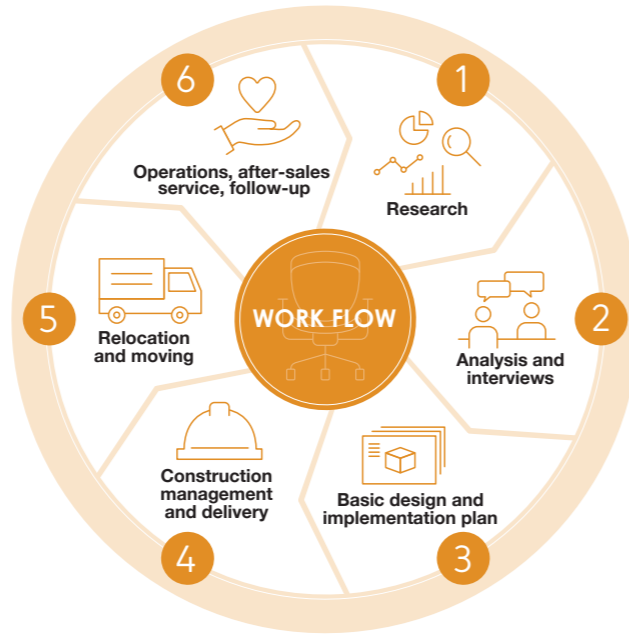 WORK FLOW
1
Research
2
Analysis and
interviews
3
Basic design and
implementation plan
4
Construction
management
and delivery
5
Relocation
and moving
6
Operations, after-sales
service, follow-up